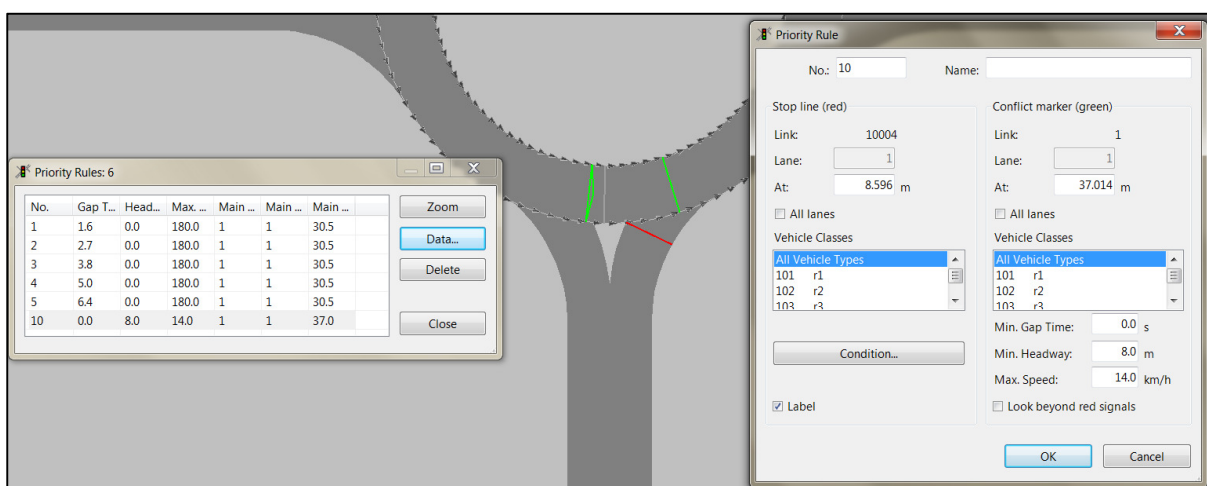 Priority Rules: 6
No. Gap T... Head... Max. ... Main ... Main ... Main ...
1 1.6 0.0 180.0 1 1 30.5
2 2.7 0.0 180.0 1 1 30.5
3 3.8 0.0 180.0 1 1 30.5
4 5.0 0.0 180.0 1 1 30.5
5 6.4 0.0 180.0 1 1 30.5
10 0.0 8.0 14.0 1 1 37.0
Zoom
Data...
Delete
Close
Priority Rule
No.: 10 Name:
Stop line (red)
Link: 10004
Lane: 1
At: 8.596 m
All lanes
Vehicle Classes
All Vehicle Types
101 r1
102 r2
103 r3
Condition...
Label
Conflict marker (green)
Link: 1
Lane: 1
At: 37.014 m
All lanes
Vehicle Classes
All Vehicle Types
101 r1
102 r2
103 r3
Min. Gap Time: 0.0 s
Min. Headway: 8.0 m
Max. Speed: 14.0 km/h
Look beyond red signals
OK Cancel